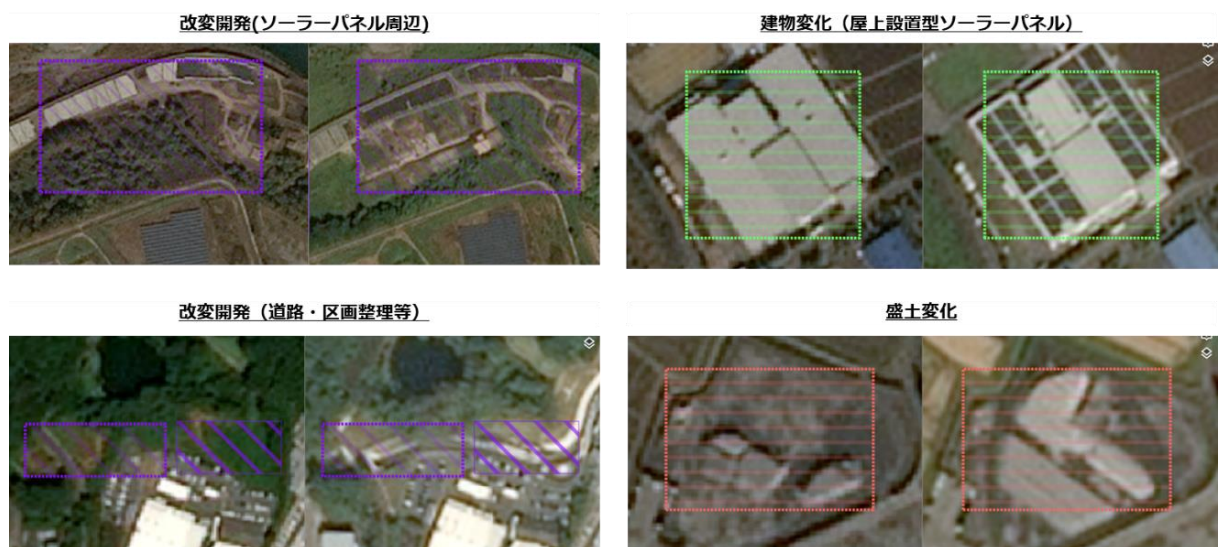 改変開発(ソーラーパネル周辺)
建物変化（屋上設置型ソーラーパネル）
改変開発（道路・区画整理等）
盛土変化